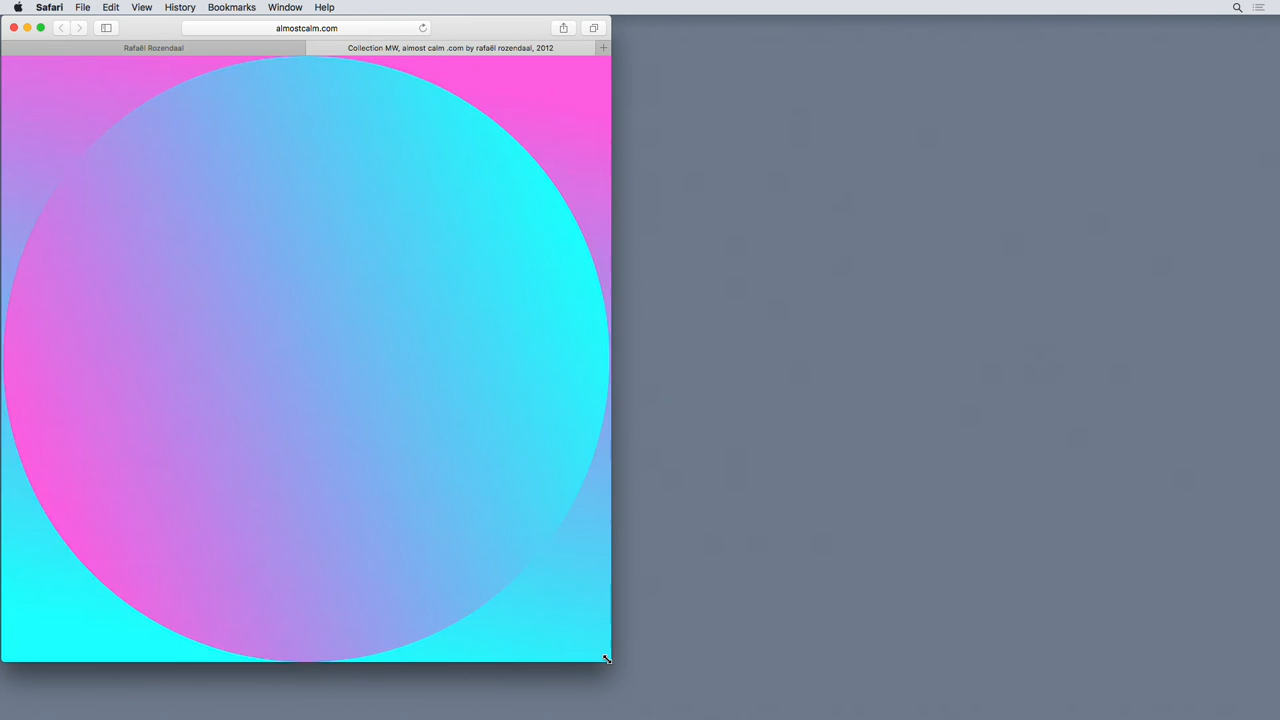 Safari File Edit View History Bookmarks Window Help
almostcalm.com
Rafaël Rozendaal
Collection MW, almost calm .com by rafaël rozendaal, 2012